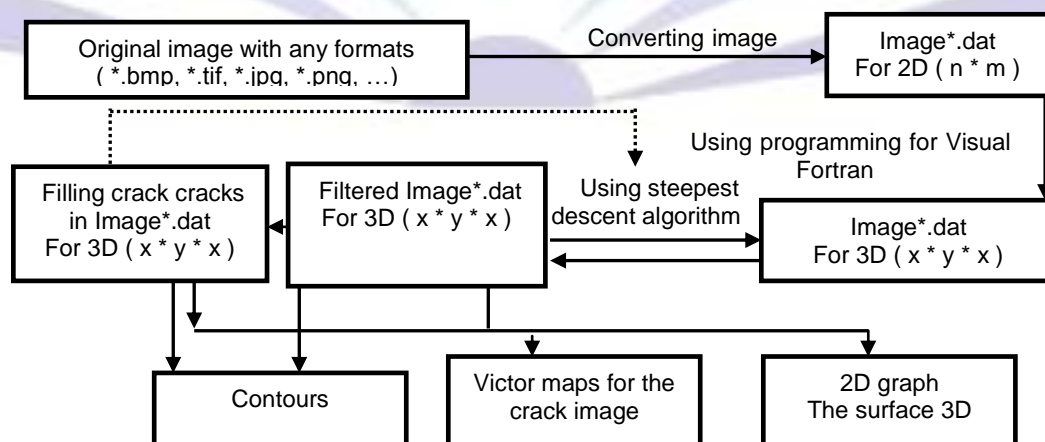 Original image with any formats
( *.bmp, *.tif, *.jpg, *.png, …)
Converting image
Image*.dat
For 2D ( n * m )
Using programming for Visual
Fortran
Filling crack cracks
in Image*.dat
For 3D ( x * y * x )
Filtered Image*.dat
For 3D ( x * y * x )
Using steepest
descent algorithm
Image*.dat
For 3D ( x * y * x )
Contours
Victor maps for the
crack image
2D graph
The surface 3D